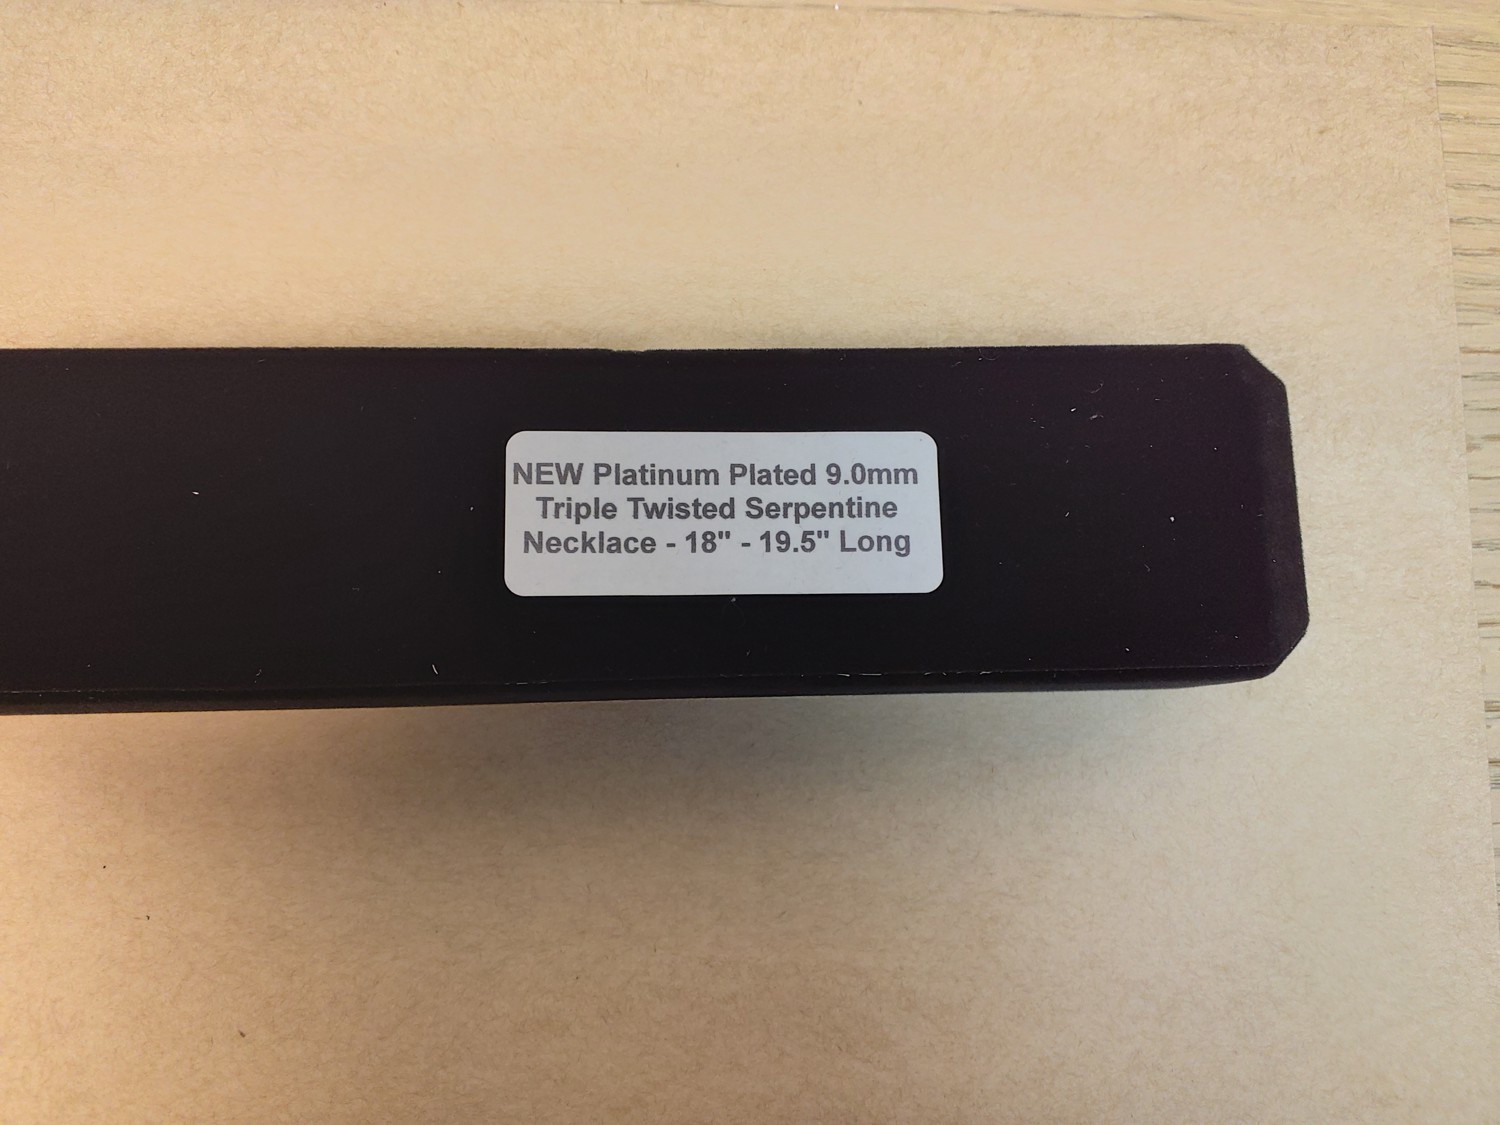 NEW Platinum Plated 9.0mm
Triple Twisted Serpentine
Necklace - 18" - 19.5" Long